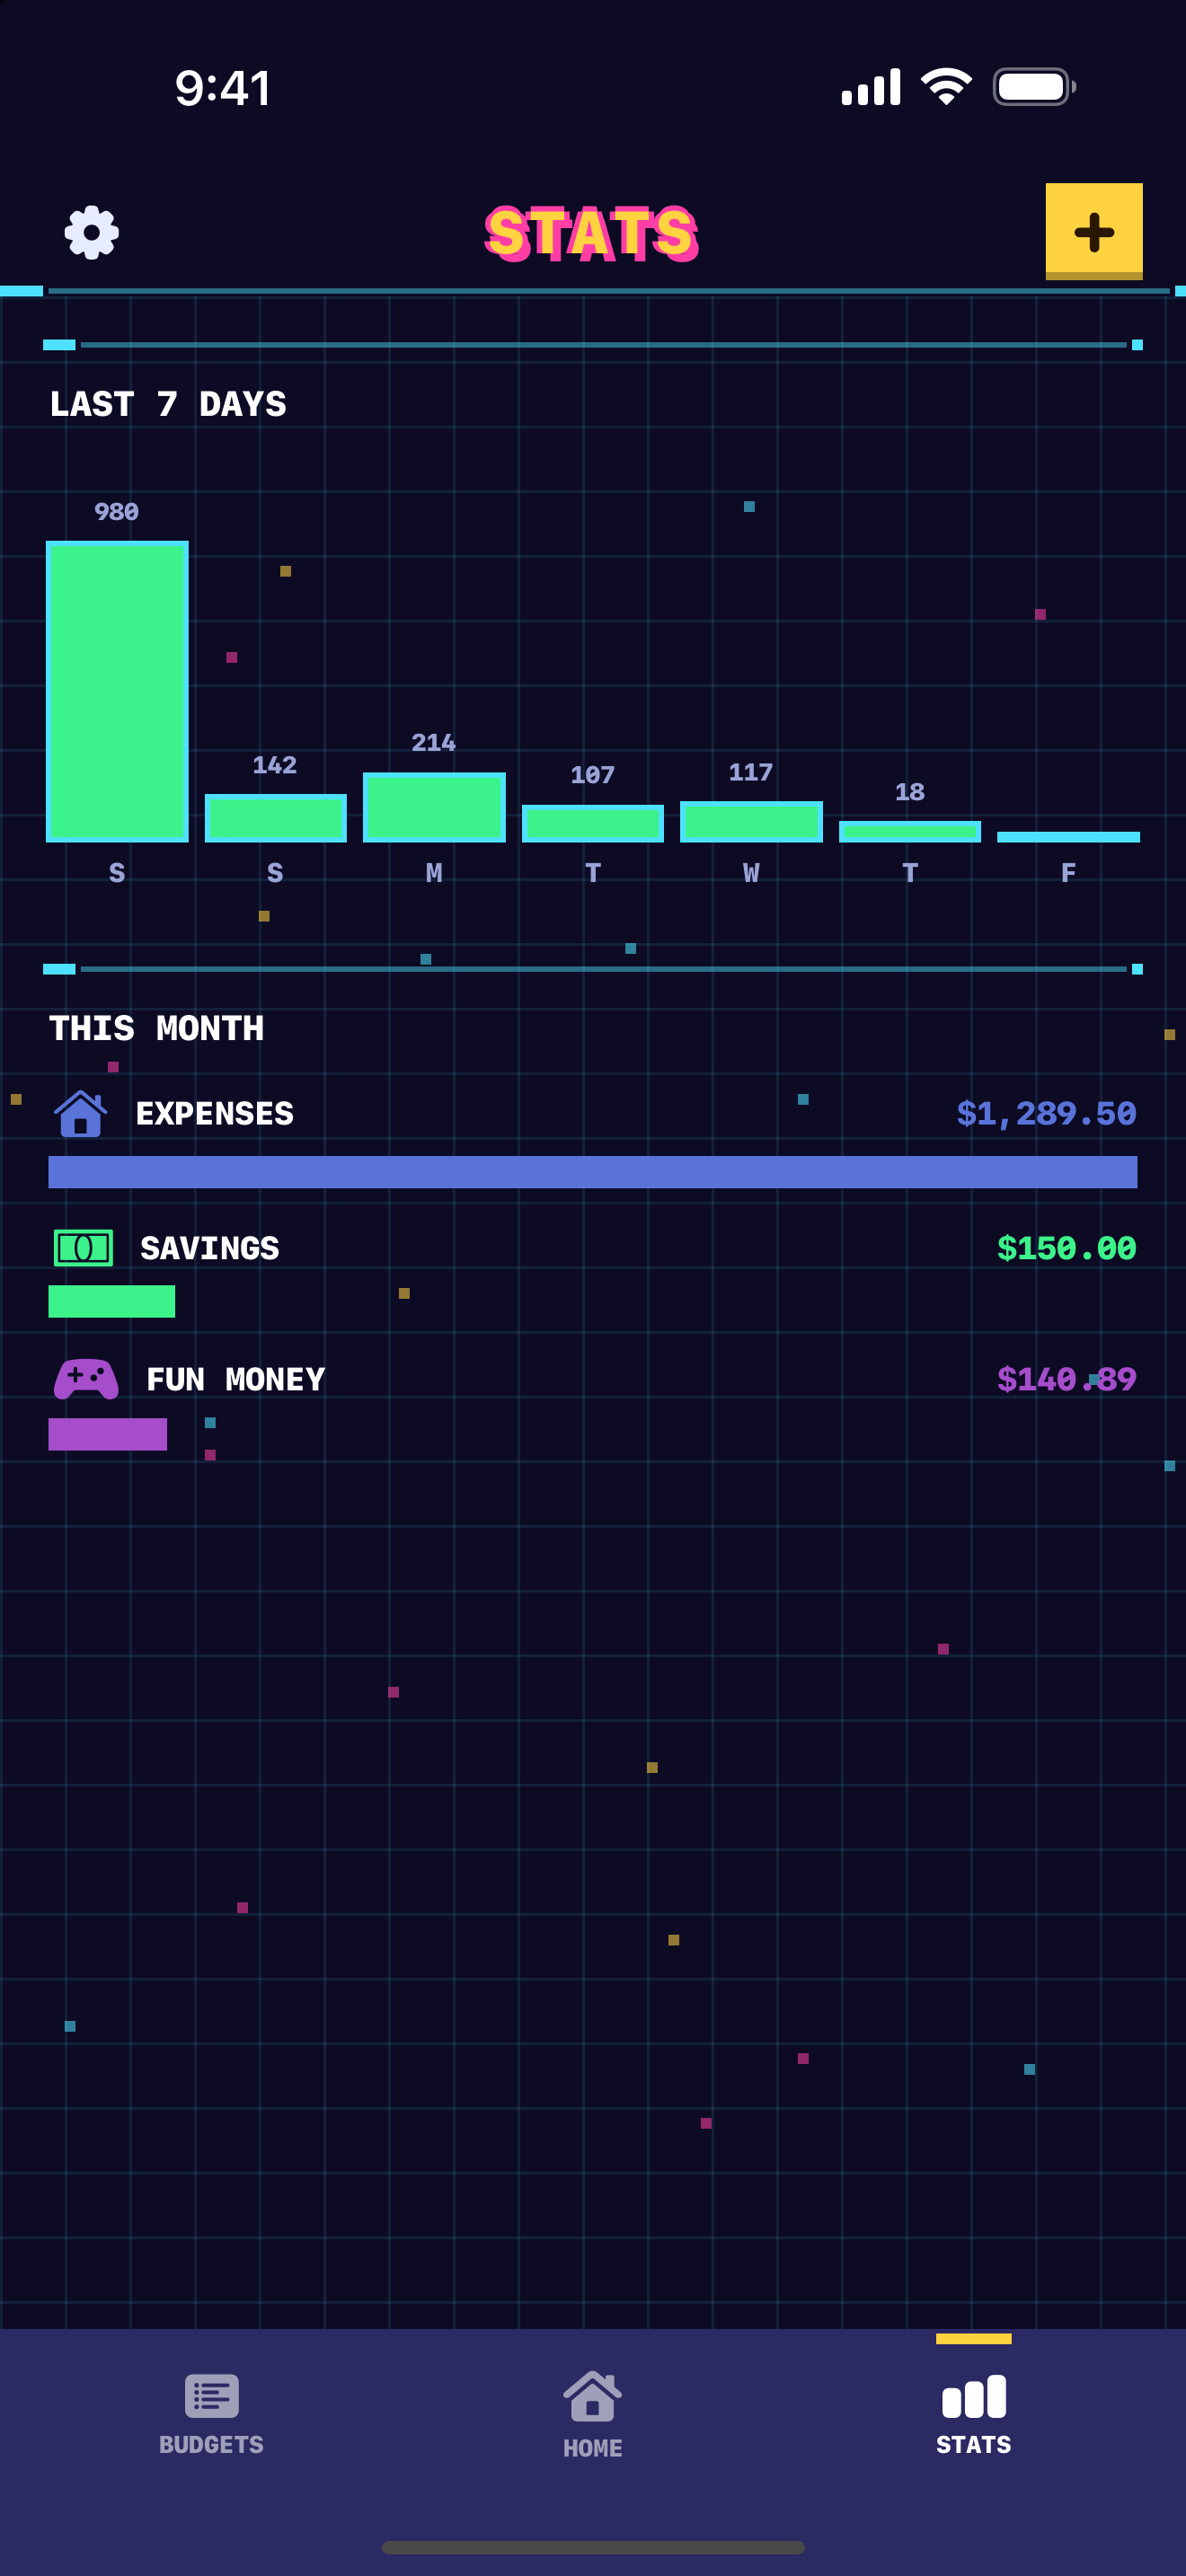 9:41
STATS
LAST 7 DAYS
980
142
214
107
117
18
S S M T W T F
THIS MONTH
EXPENSES $1,289.50
SAVINGS $150.00
FUN MONEY $140.89
BUDGETS HOME STATS